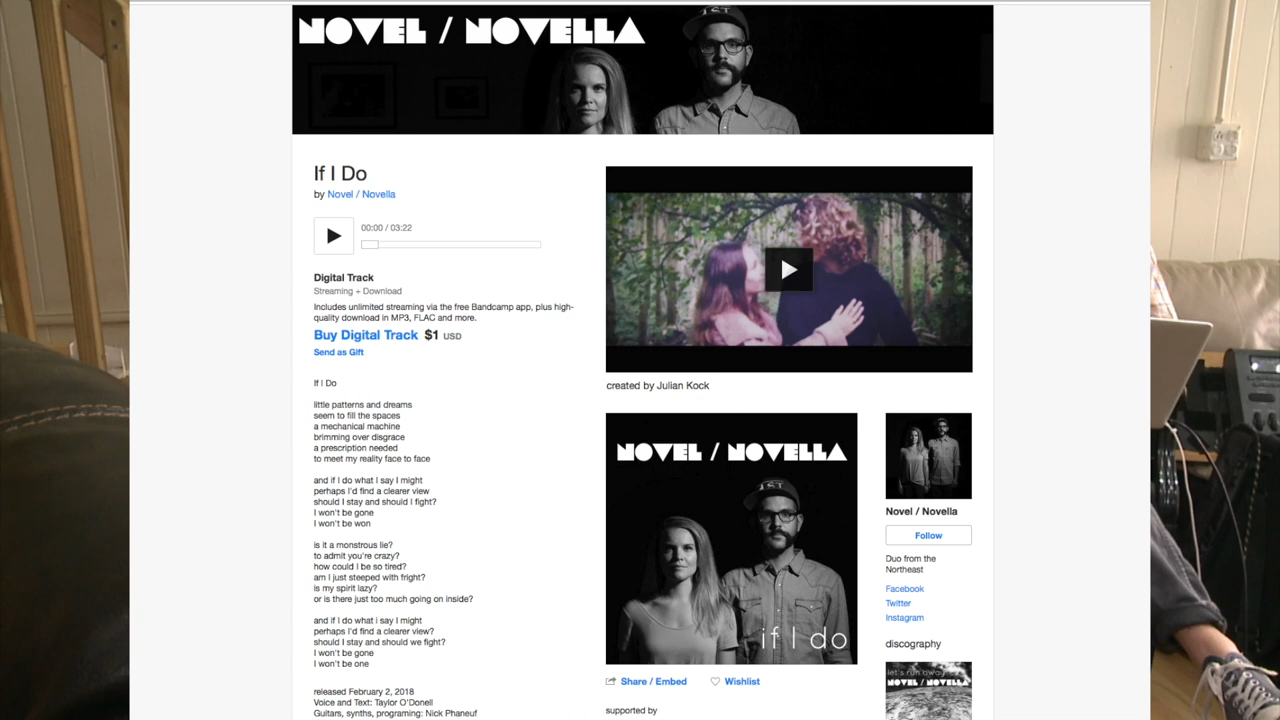 NOVEL / NOVELLA
1ST
If I Do
by Novel / Novella
00:00 / 03:22
Digital Track
Streaming + Download
Includes unlimited streaming via the free Bandcamp app, plus high-
quality download in MP3, FLAC and more.
Buy Digital Track $1 USD
Send as Gift
If I Do
little patterns and dreams
seem to fill the spaces
a mechanical machine
brimming over disgrace
a prescription needed
to meet my reality face to face
and if I do what I say I might
perhaps I'd find a clearer view
should I stay and should I fight?
I won't be gone
I won't be won
is it a monstrous lie?
to admit you're crazy?
how could I be so tired?
am I just steeped with fright?
is my spirit lazy?
or is there just too much going on inside?
and if I do what i say I might
perhaps I'd find a clearer view?
should I stay and should we fight?
I won't be gone
I won't be one
released February 2, 2018
Voice and Text: Taylor O'Donell
Guitars, synths, programing: Nick Phaneuf
created by Julian Kock
NOVEL / NOVELLA
1ST
if I do
Share / Embed
Wishlist
supported by
Novel / Novella
Follow
Duo from the
Northeast
Facebook
Twitter
Instagram
discography
let's run away
NOVEL / NOVELLA